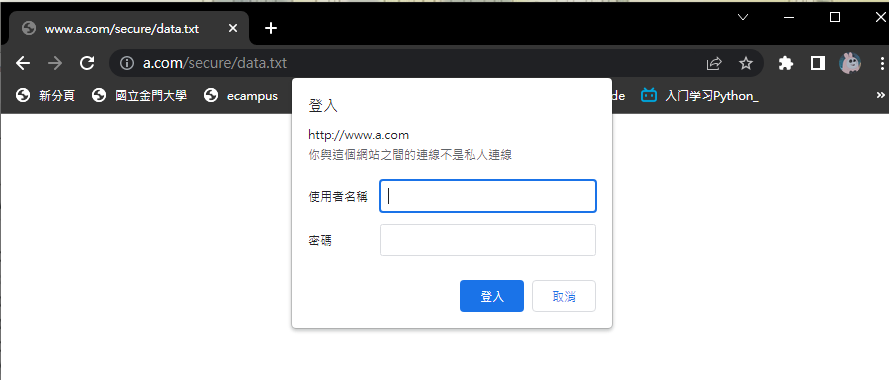 www.a.com/secure/data.txt
a.com/secure/data.txt
新分頁 國立金門大學 ecampus de 入门学习Python_
登入
http://www.a.com
你與這個網站之間的連線不是私人連線
使用者名稱
密碼
登入 取消